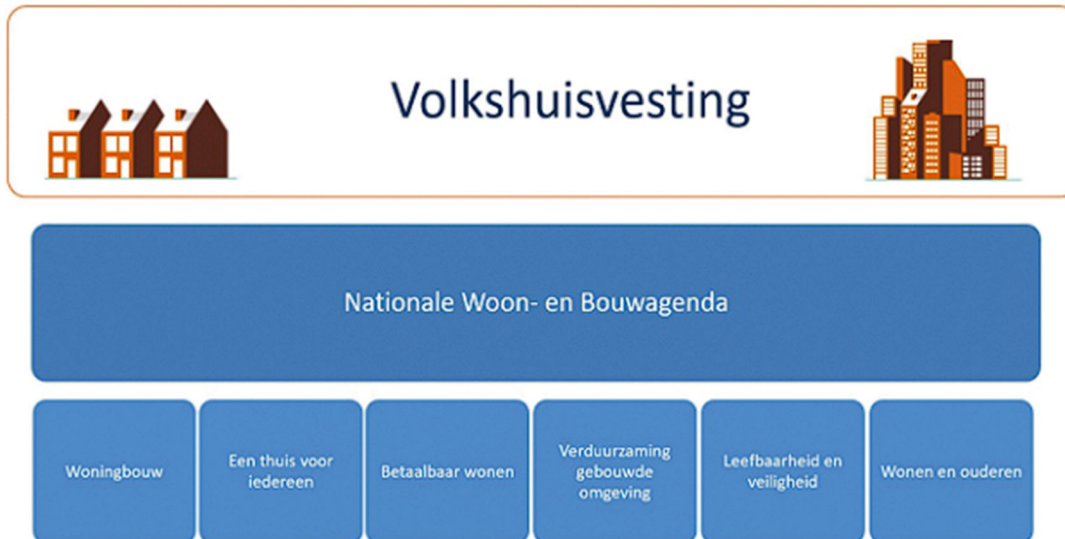 Volkshuisvesting
Nationale Woon- en Bouwagenda
Woningbouw
Een thuis voor
iedereen
Betaalbaar wonen
Verduurzaming
gebouwde
omgeving
Leefbaarheid en
veiligheid
Wonen en ouderen